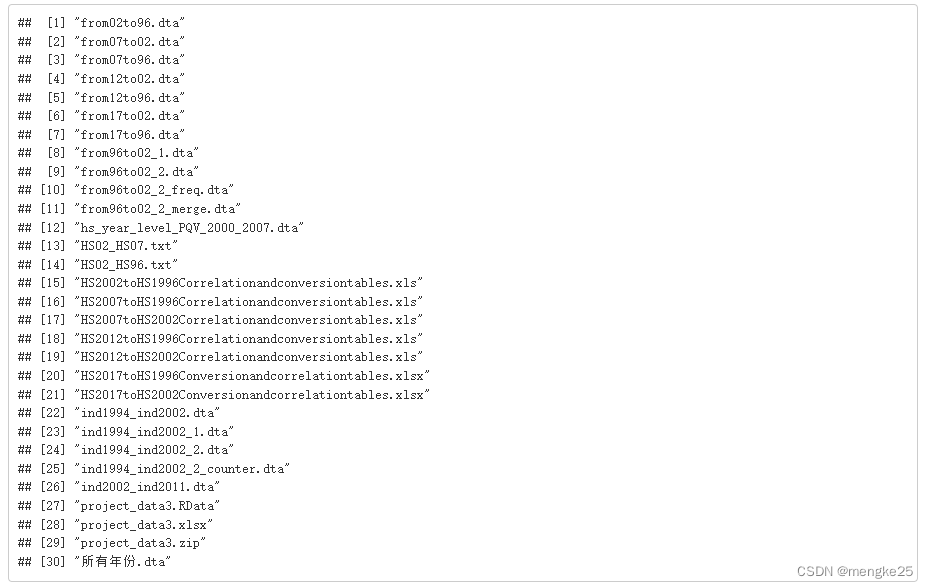 ##  [1] "from02to96.dta"
##  [2] "from07to02.dta"
##  [3] "from07to96.dta"
##  [4] "from12to02.dta"
##  [5] "from12to96.dta"
##  [6] "from17to02.dta"
##  [7] "from17to96.dta"
##  [8] "from96to02_1.dta"
##  [9] "from96to02_2.dta"
## [10] "from96to02_2_freq.dta"
## [11] "from96to02_2_merge.dta"
## [12] "hs_year_level_PQV_2000_2007.dta"
## [13] "HS02_HS07.txt"
## [14] "HS02_HS96.txt"
## [15] "HS2002toHS1996Correlationandconversiontables.xls"
## [16] "HS2007toHS1996Correlationandconversiontables.xls"
## [17] "HS2007toHS2002Correlationandconversiontables.xls"
## [18] "HS2012toHS1996Correlationandconversiontables.xls"
## [19] "HS2012toHS2002Correlationandconversiontables.xls"
## [20] "HS2017toHS1996Conversionandcorrelationtables.xlsx"
## [21] "HS2017toHS2002Conversionandcorrelationtables.xlsx"
## [22] "ind1994_ind2002.dta"
## [23] "ind1994_ind2002_1.dta"
## [24] "ind1994_ind2002_2.dta"
## [25] "ind1994_ind2002_2_counter.dta"
## [26] "ind2002_ind2011.dta"
## [27] "project_data3.RData"
## [28] "project_data3.xlsx"
## [29] "project_data3.zip"
## [30] "所有年份.dta"
CSDN @mengke25